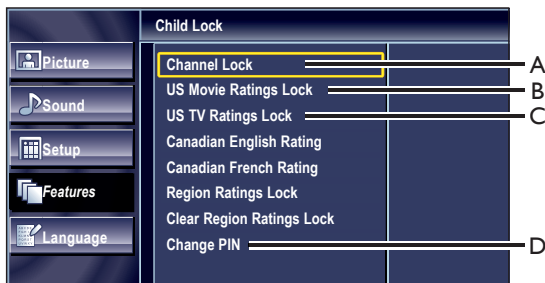 Child Lock
Picture
Sound
Setup
Features
Language
Channel Lock
US Movie Ratings Lock
US TV Ratings Lock
Canadian English Rating
Canadian French Rating
Region Ratings Lock
Clear Region Ratings Lock
Change PIN
A
B
C
D